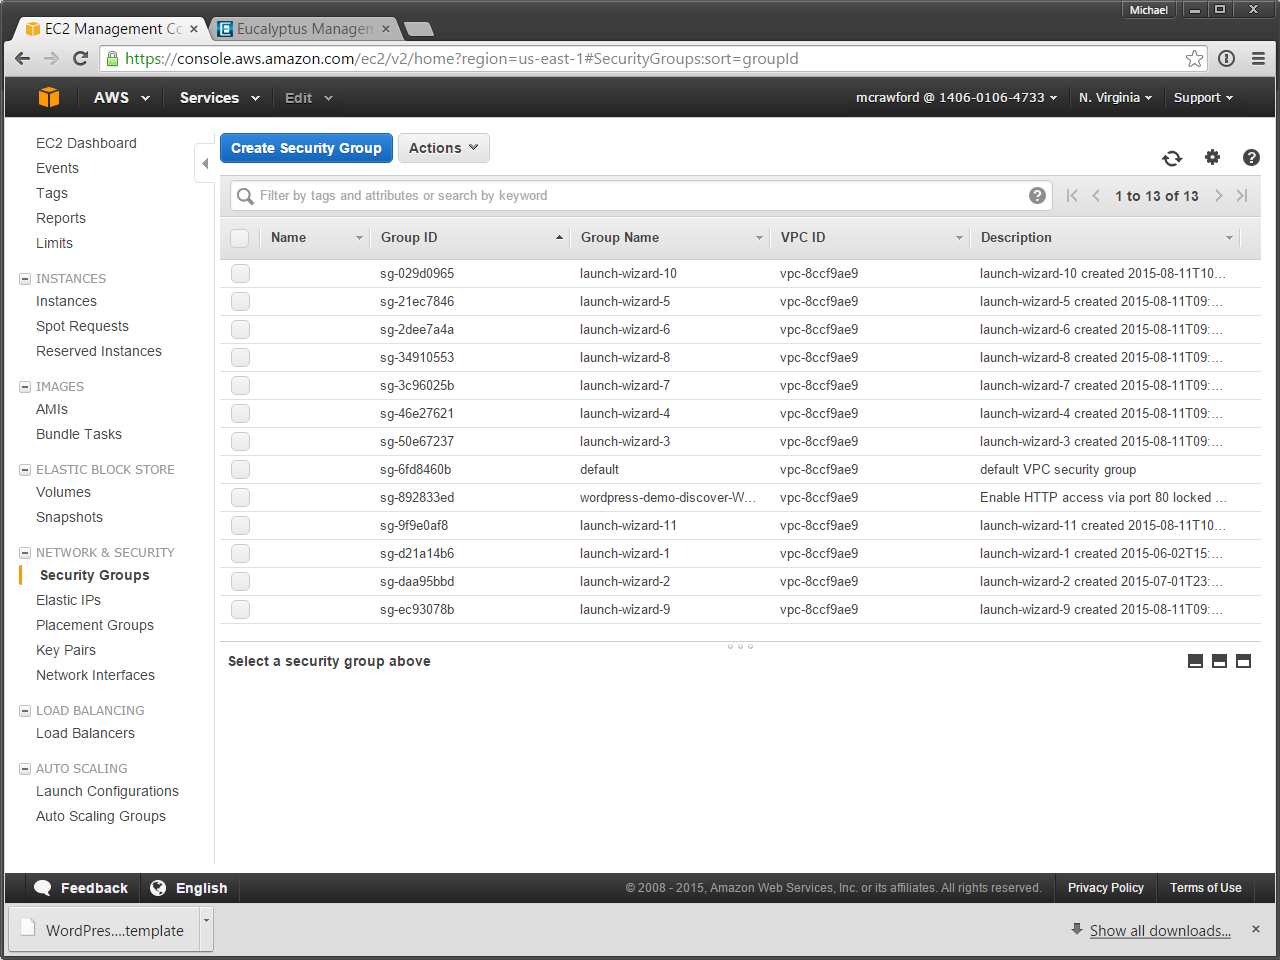 Michael
EC2 Management Co
Eucalyptus Managem
https://console.aws.amazon.com/ec2/v2/home?region=us-east-1#SecurityGroups:sort=groupId
AWS Services Edit mcrawford @ 1406-0106-4733 N. Virginia Support
EC2 Dashboard
Events
Tags
Reports
Limits
INSTANCES
Instances
Spot Requests
Reserved Instances
IMAGES
AMIs
Bundle Tasks
ELASTIC BLOCK STORE
Volumes
Snapshots
NETWORK & SECURITY
Security Groups
Elastic IPs
Placement Groups
Key Pairs
Network Interfaces
LOAD BALANCING
Load Balancers
AUTO SCALING
Launch Configurations
Auto Scaling Groups
Create Security Group Actions
Filter by tags and attributes or search by keyword 1 to 13 of 13
Name Group ID Group Name VPC ID Description
sg-029d0965 launch-wizard-10 vpc-8ccf9ae9 launch-wizard-10 created 2015-08-11T10...
sg-21ec7846 launch-wizard-5 vpc-8ccf9ae9 launch-wizard-5 created 2015-08-11T09:...
sg-2dee7a4a launch-wizard-6 vpc-8ccf9ae9 launch-wizard-6 created 2015-08-11T09:...
sg-34910553 launch-wizard-8 vpc-8ccf9ae9 launch-wizard-8 created 2015-08-11T09:...
sg-3c96025b launch-wizard-7 vpc-8ccf9ae9 launch-wizard-7 created 2015-08-11T09:...
sg-46e27621 launch-wizard-4 vpc-8ccf9ae9 launch-wizard-4 created 2015-08-11T09:...
sg-50e67237 launch-wizard-3 vpc-8ccf9ae9 launch-wizard-3 created 2015-08-11T09:...
sg-6fd8460b default vpc-8ccf9ae9 default VPC security group
sg-892833ed wordpress-demo-discover-W... vpc-8ccf9ae9 Enable HTTP access via port 80 locked ...
sg-9f9e0af8 launch-wizard-11 vpc-8ccf9ae9 launch-wizard-11 created 2015-08-11T10...
sg-d21a14b6 launch-wizard-1 vpc-8ccf9ae9 launch-wizard-1 created 2015-06-02T15:...
sg-daa95bbd launch-wizard-2 vpc-8ccf9ae9 launch-wizard-2 created 2015-07-01T23:...
sg-ec93078b launch-wizard-9 vpc-8ccf9ae9 launch-wizard-9 created 2015-08-11T09:...
Select a security group above
Feedback English © 2008 - 2015, Amazon Web Services, Inc. or its affiliates. All rights reserved. Privacy Policy Terms of Use
WordPres....template Show all downloads...